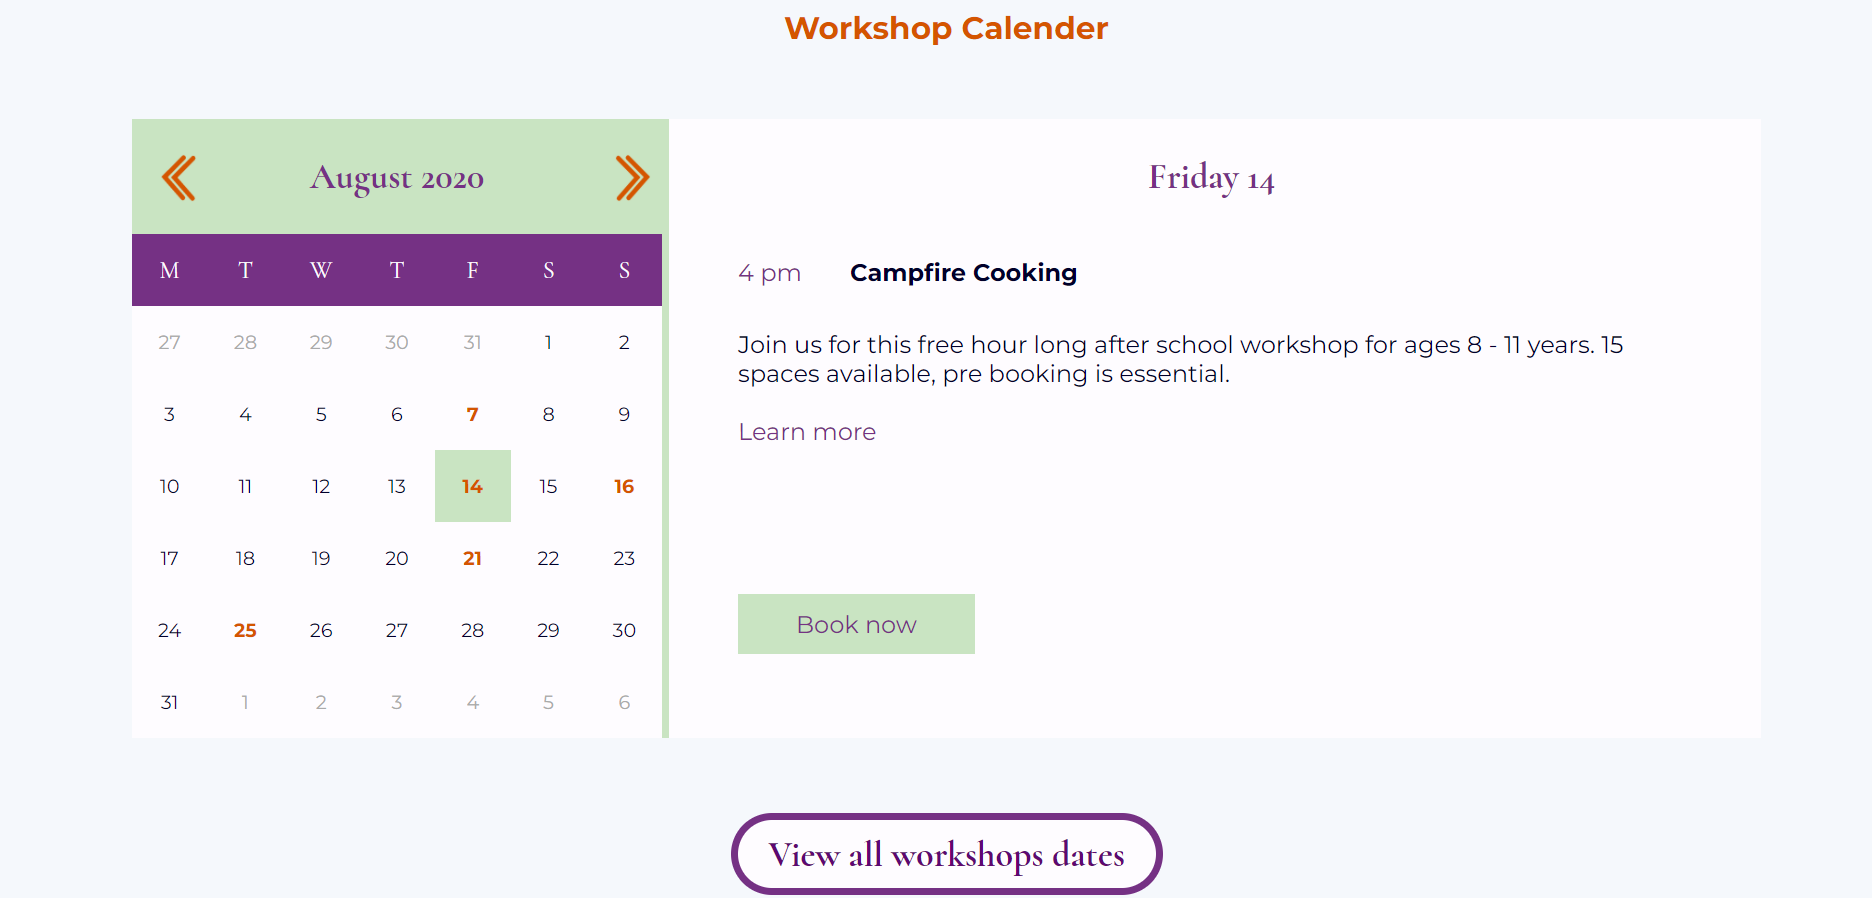 Workshop Calender
August 2020
M T W T F S S
27 28 29 30 31 1 2
3 4 5 6 7 8 9
10 11 12 13 14 15 16
17 18 19 20 21 22 23
24 25 26 27 28 29 30
31 1 2 3 4 5 6
Friday 14
4 pm Campfire Cooking
Join us for this free hour long after school workshop for ages 8 - 11 years. 15
spaces available, pre booking is essential.
Learn more
Book now
View all workshops dates